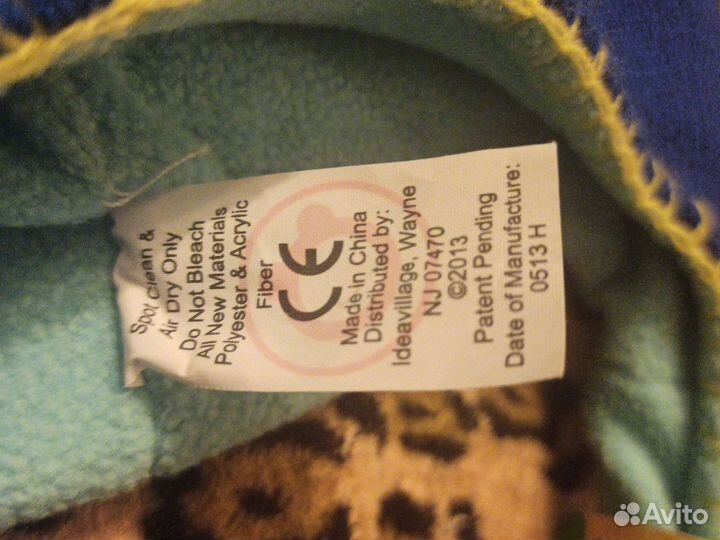 Spot Clean &
Air Dry Only
Do Not Bleach
All New Materials
Polyester & Acrylic
Fiber
CE
Made in China
Distributed by:
Ideavillage, Wayne
NJ 07470
©2013
Patent Pending
Date of Manufacture:
0513 H
Avito